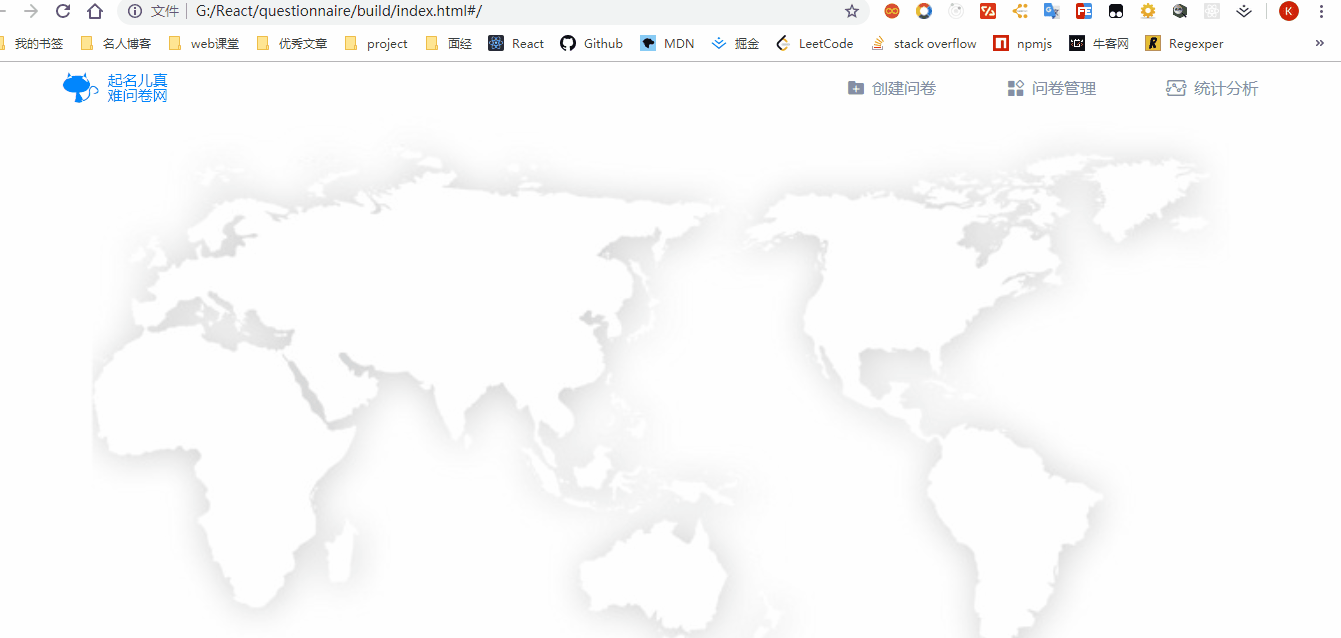 文件 G:/React/questionnaire/build/index.html#/ K
我的书签 名人博客 web课堂 优秀文章 project 面经 React Github MDN 掘金 LeetCode stack overflow npmjs 牛客网 Regexper »
起名儿真
难问卷网
创建问卷 问卷管理 统计分析